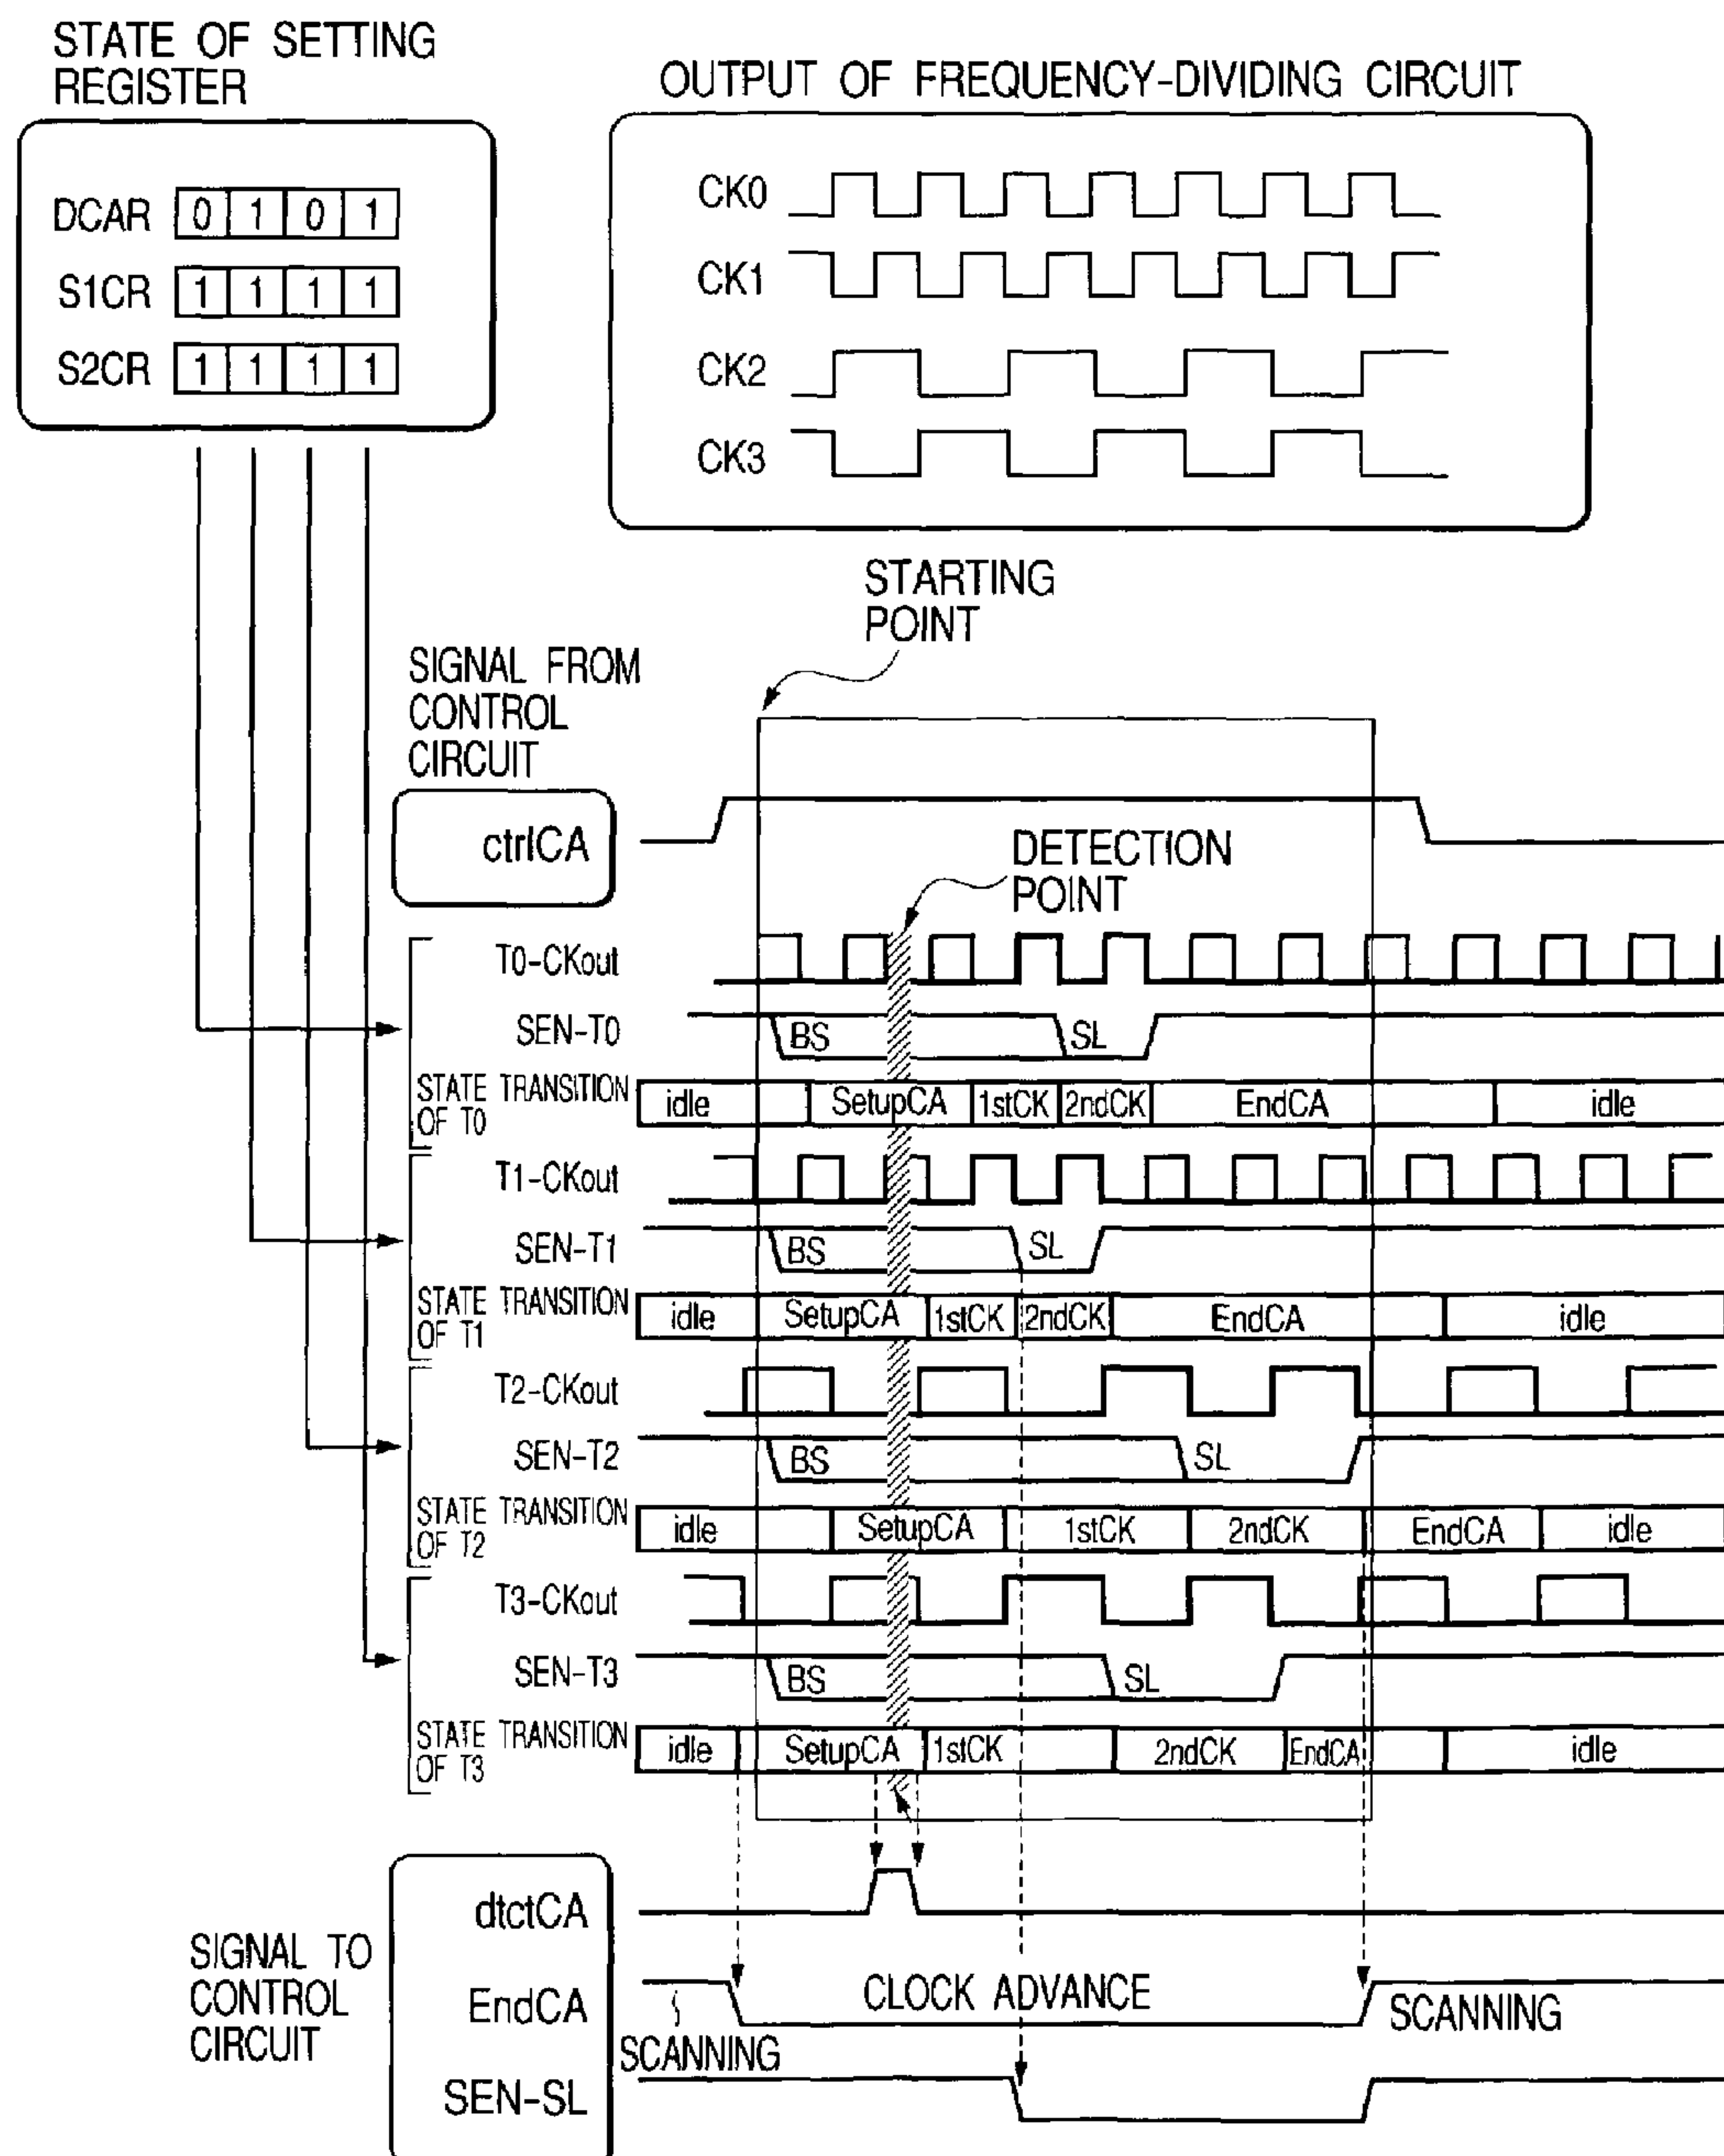 STATE OF SETTING
REGISTER
DCAR 0 1 0 1
S1CR 1 1 1 1
S2CR 1 1 1 1
OUTPUT OF FREQUENCY-DIVIDING CIRCUIT
CK0
CK1
CK2
CK3
STARTING
POINT
SIGNAL FROM
CONTROL
CIRCUIT
ctrlCA
DETECTION
POINT
T0-CKout
SEN-T0 BS SL
STATE TRANSITION
OF T0
idle SetupCA 1stCK 2ndCK EndCA idle
T1-CKout
SEN-T1 BS SL
STATE TRANSITION
OF T1
idle SetupCA 1stCK 2ndCK EndCA idle
T2-CKout
SEN-T2 BS SL
STATE TRANSITION
OF T2
idle SetupCA 1stCK 2ndCK EndCA idle
T3-CKout
SEN-T3 BS SL
STATE TRANSITION
OF T3
idle SetupCA 1stCK 2ndCK EndCA idle
SIGNAL TO
CONTROL
CIRCUIT
dtctCA
EndCA
SCANNING
CLOCK ADVANCE
SCANNING
SEN-SL